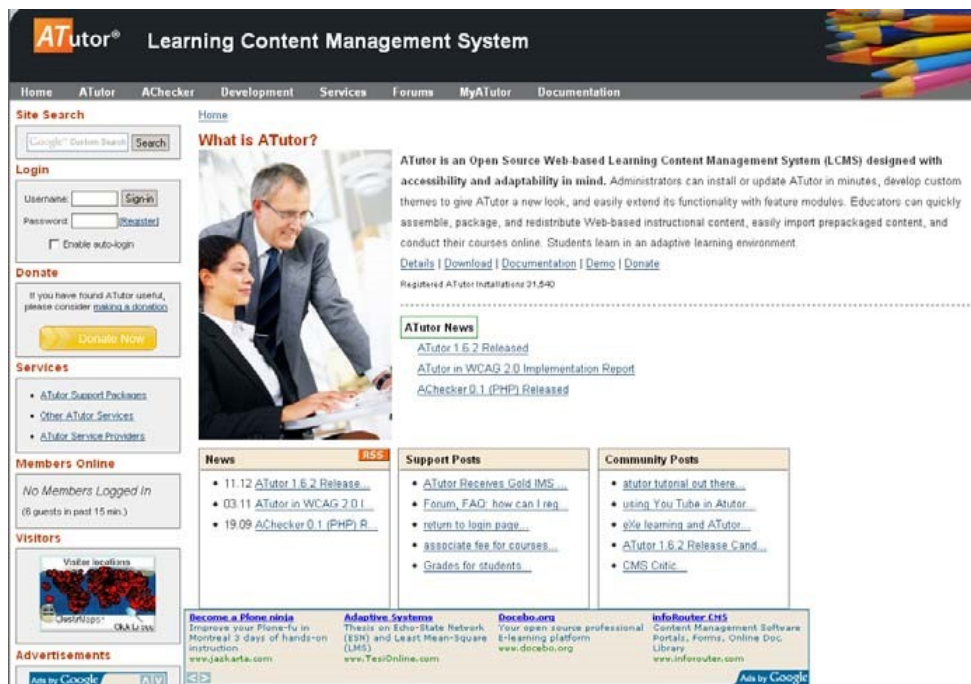 ATutor® Learning Content Management System
Home ATutor AChecker Development Services Forums MyATutor Documentation
Site Search
Google™ Custom Search Search
Login
Username: Sign-in
Password: [Register]
Enable auto-login
Donate
If you have found ATutor useful,
please consider making a donation
Donate Now
Services
ATutor Support Packages
Other ATutor Services
ATutor Service Providers
Members Online
No Members Logged In
(6 guests in past 15 min.)
Visitors
Visitor locations
ClustrMaps
Advertisements
Ads by Google
Home
What is ATutor?
ATutor is an Open Source Web-based Learning Content Management System (LCMS) designed with
accessibility and adaptability in mind. Administrators can install or update ATutor in minutes, develop custom
themes to give ATutor a new look, and easily extend its functionality with feature modules. Educators can quickly
assemble, package, and redistribute Web-based instructional content, easily import prepackaged content, and
conduct their courses online. Students learn in an adaptive learning environment.
Details | Download | Documentation | Demo | Donate
Registered ATutor Installations
ATutor News
ATutor 1.6.2 Released
ATutor in WCAG 2.0 Implementation Report
AChecker 0.1 (PHP) Released
News RSS
11.12 ATutor 1.6.2 Release...
03.11 ATutor in WCAG 2.0 I...
19.09 AChecker 0.1 (PHP) R...
Support Posts
ATutor Receives Gold IMS ...
Forum, FAQ: how can I reg...
return to login page...
associate fee for courses...
Grades for students...
Community Posts
atutor tutorial out there...
using You Tube in Atutor...
eXe learning and ATutor...
ATutor 1.6.2 Release Cand...
CMS Critic...
Become a Plone ninja
Improve your Plone-fu in
Montreal 3 days of hands-on
instruction
www.jazkarta.com
Adaptive Systems
Thesis on Echo-State Network
(ESN) and Least Mean-Square
(LMS)
www.TesiOnline.com
Docebo.org
Your open source professional
E-learning platform
www.docebo.org
infoRouter CMS
Content Management Software
Portals, Forms, Online Doc
Library
www.inforouter.com
Ads by Google